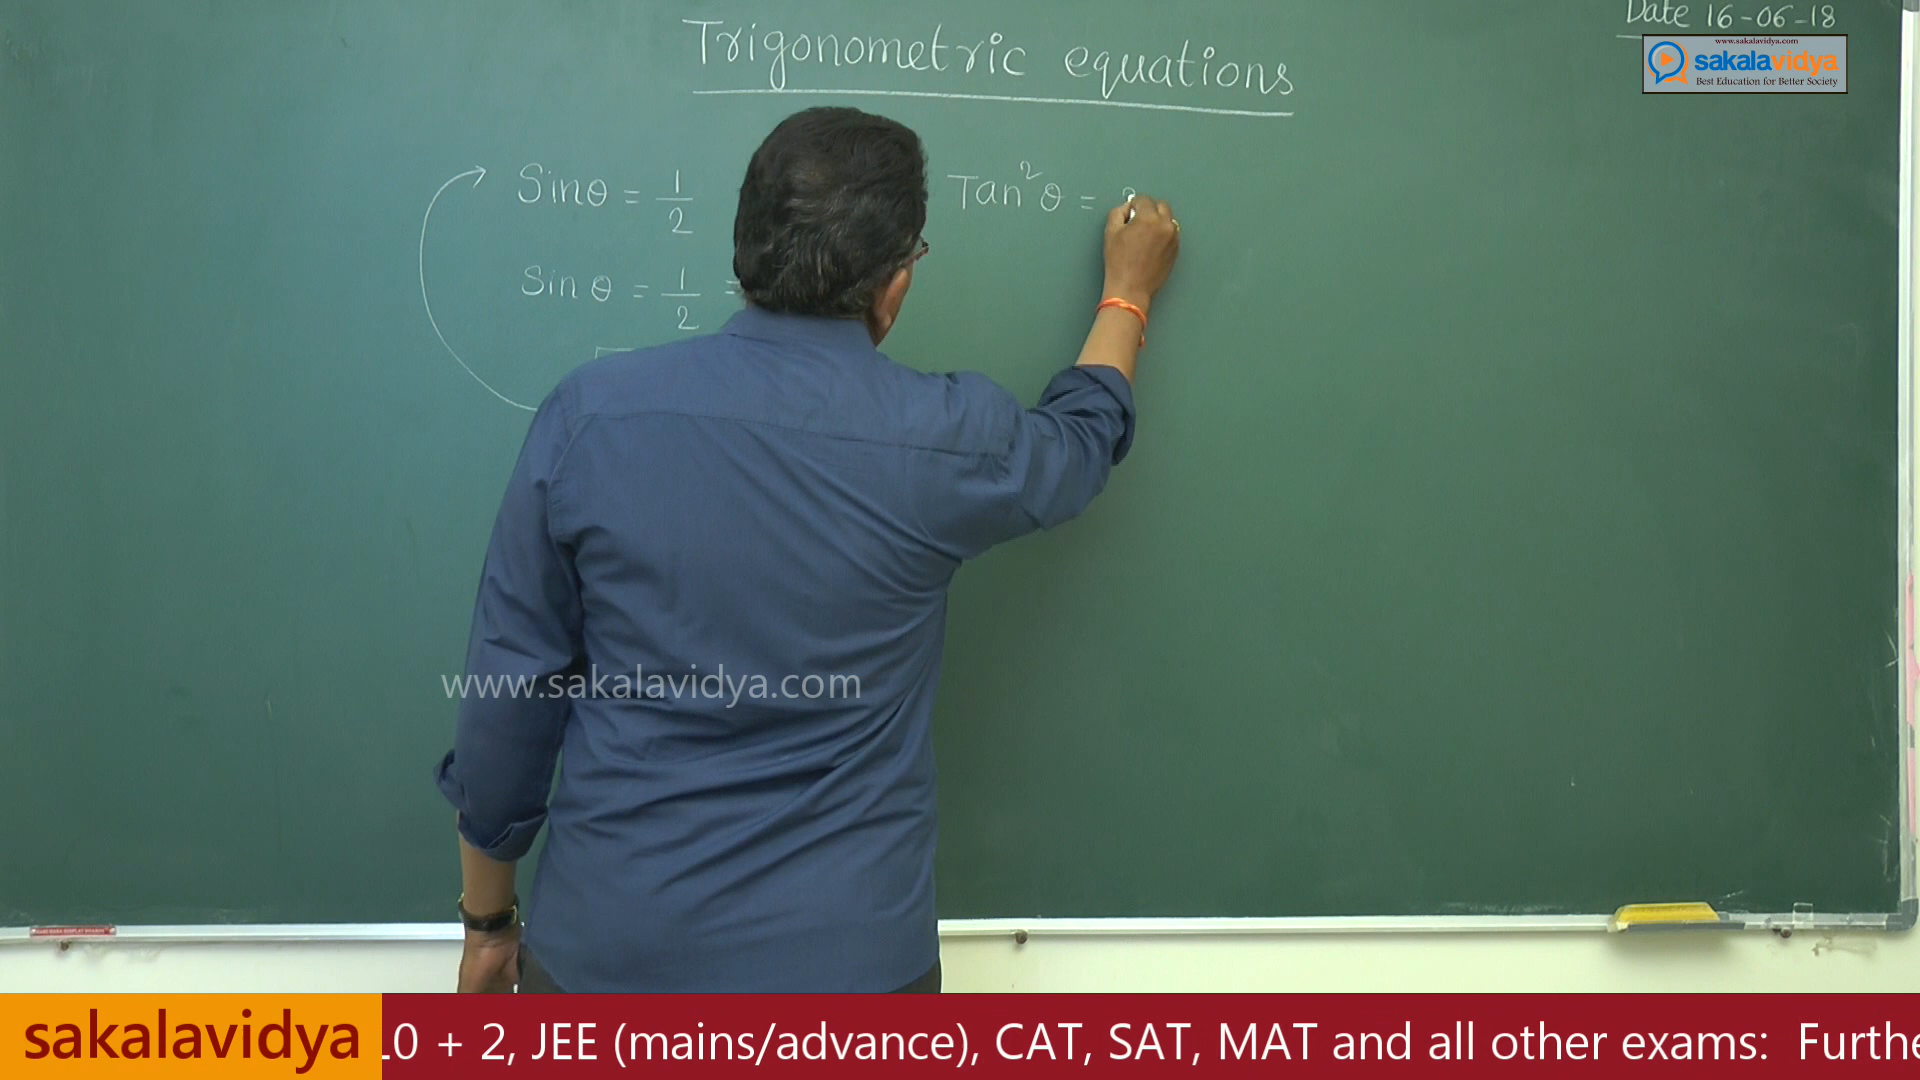 Date 16-06-18
Trigonometric equations
www.sakalavidya.com
sakalavidya
Best Education for Better Society
Sinθ = 1/2
Tan²θ =
Sin θ = 1/2 =
www.sakalavidya.com
sakalavidya
10 + 2, JEE (mains/advance), CAT, SAT, MAT and all other exams: Furthe